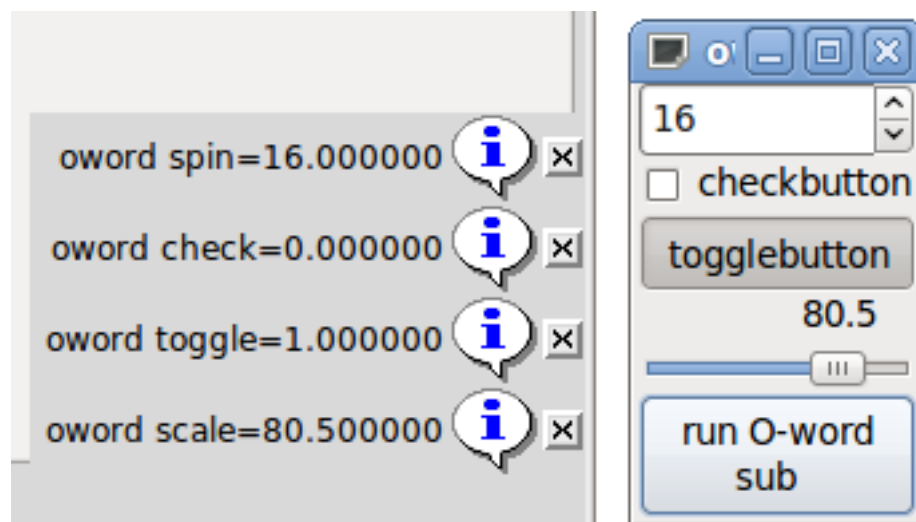 oword spin=16.000000
oword check=0.000000
oword toggle=1.000000
oword scale=80.500000
16
checkbutton
togglebutton
80.5
run O-word
sub